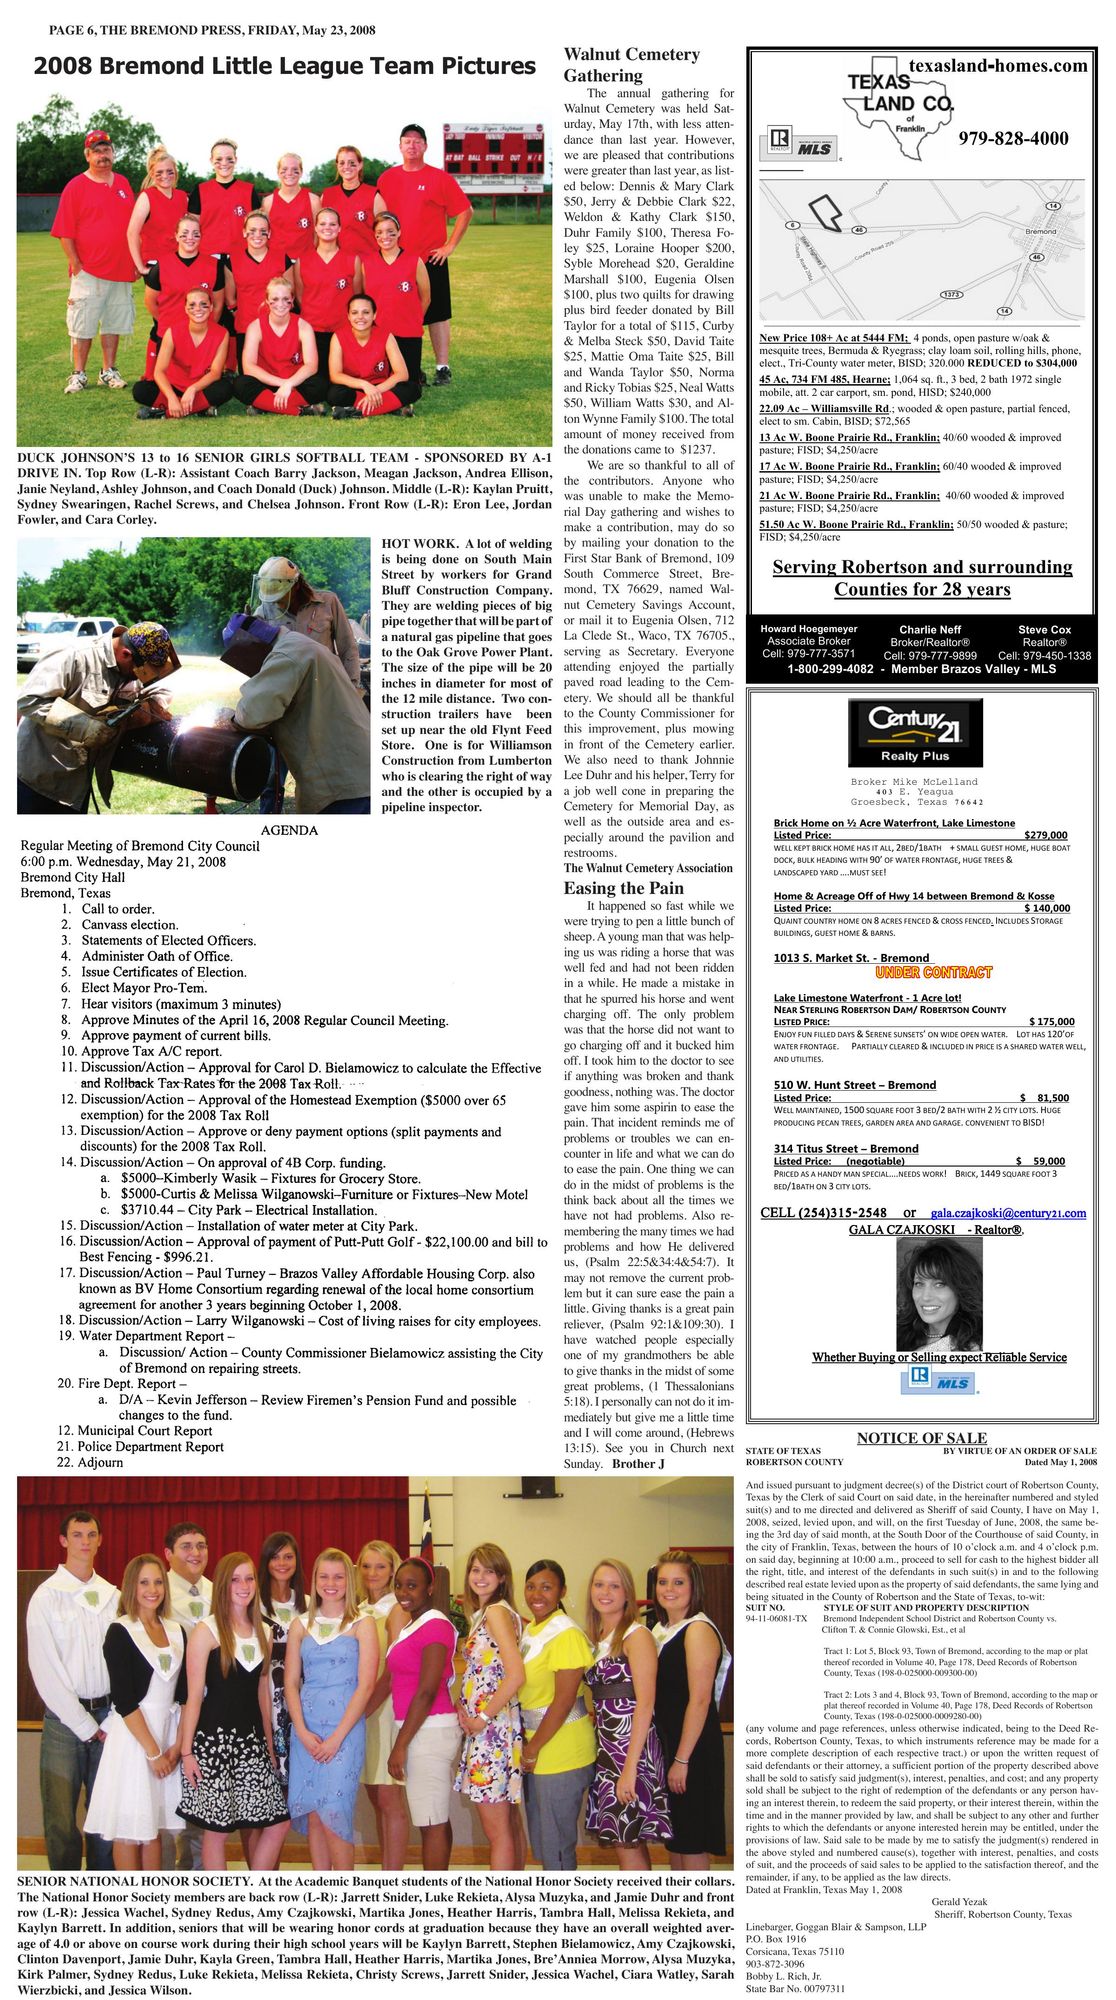 PAGE 6, THE BREMOND PRESS, FRIDAY, May 23, 2008
2008 Bremond Little League Team Pictures
Lady Tiger Softball
INNING
VISITOR
AT BAT BALL STRIKE OUT H / E
DUCK JOHNSON'S 13 to 16 SENIOR GIRLS SOFTBALL TEAM - SPONSORED BY A-1
DRIVE IN. Top Row (L-R): Assistant Coach Barry Jackson, Meagan Jackson, Andrea Ellison,
Janie Neyland, Ashley Johnson, and Coach Donald (Duck) Johnson. Middle (L-R): Kaylan Pruitt,
Sydney Swearingen, Rachel Screws, and Chelsea Johnson. Front Row (L-R): Eron Lee, Jordan
Fowler, and Cara Corley.
HOT WORK. A lot of welding
is being done on South Main
Street by workers for Grand
Bluff Construction Company.
They are welding pieces of big
pipe together that will be part of
a natural gas pipeline that goes
to the Oak Grove Power Plant.
The size of the pipe will be 20
inches in diameter for most of
the 12 mile distance. Two con-
struction trailers have been
set up near the old Flynt Feed
Store. One is for Williamson
Construction from Lumberton
who is clearing the right of way
and the other is occupied by a
pipeline inspector.
AGENDA
Regular Meeting of Bremond City Council
6:00 p.m. Wednesday, May 21, 2008
Bremond City Hall
Bremond, Texas
1. Call to order.
2. Canvass election.
3. Statements of Elected Officers.
4. Administer Oath of Office.
5. Issue Certificates of Election.
6. Elect Mayor Pro-Tem.
7. Hear visitors (maximum 3 minutes)
8. Approve Minutes of the April 16, 2008 Regular Council Meeting.
9. Approve payment of current bills.
10. Approve Tax A/C report.
11. Discussion/Action – Approval for Carol D. Bielamowicz to calculate the Effective
and Rollback Tax Rates for the 2008 Tax Roll.
12. Discussion/Action – Approval of the Homestead Exemption ($5000 over 65
exemption) for the 2008 Tax Roll
13. Discussion/Action – Approve or deny payment options (split payments and
discounts) for the 2008 Tax Roll.
14. Discussion/Action – On approval of 4B Corp. funding.
a. $5000–Kimberly Wasik – Fixtures for Grocery Store.
b. $5000-Curtis & Melissa Wilganowski–Furniture or Fixtures–New Motel
c. $3710.44 – City Park – Electrical Installation.
15. Discussion/Action – Installation of water meter at City Park.
16. Discussion/Action – Approval of payment of Putt-Putt Golf - $22,100.00 and bill to
Best Fencing - $996.21.
17. Discussion/Action – Paul Turney – Brazos Valley Affordable Housing Corp. also
known as BV Home Consortium regarding renewal of the local home consortium
agreement for another 3 years beginning October 1, 2008.
18. Discussion/Action – Larry Wilganowski – Cost of living raises for city employees.
19. Water Department Report –
a. Discussion/ Action – County Commissioner Bielamowicz assisting the City
of Bremond on repairing streets.
20. Fire Dept. Report –
a. D/A – Kevin Jefferson – Review Firemen's Pension Fund and possible
changes to the fund.
12. Municipal Court Report
21. Police Department Report
22. Adjourn
SENIOR NATIONAL HONOR SOCIETY. At the Academic Banquet students of the National Honor Society received their collars.
The National Honor Society members are back row (L-R): Jarrett Snider, Luke Rekieta, Alysa Muzyka, and Jamie Duhr and front
row (L-R): Jessica Wachel, Sydney Redus, Amy Czajkowski, Martika Jones, Heather Harris, Tambra Hall, Melissa Rekieta, and
Kaylyn Barrett. In addition, seniors that will be wearing honor cords at graduation because they have an overall weighted aver-
age of 4.0 or above on course work during their high school years will be Kaylyn Barrett, Stephen Bielamowicz, Amy Czajkowski,
Clinton Davenport, Jamie Duhr, Kayla Green, Tambra Hall, Heather Harris, Martika Jones, Bre'Anniea Morrow, Alysa Muzyka,
Kirk Palmer, Sydney Redus, Luke Rekieta, Melissa Rekieta, Christy Screws, Jarrett Snider, Jessica Wachel, Ciara Watley, Sarah
Wierzbicki, and Jessica Wilson.
Walnut Cemetery
Gathering
The annual gathering for
Walnut Cemetery was held Sat-
urday, May 17th, with less atten-
dance than last year. However,
we are pleased that contributions
were greater than last year, as list-
ed below: Dennis & Mary Clark
$50, Jerry & Debbie Clark $22,
Weldon & Kathy Clark $150,
Duhr Family $100, Theresa Fo-
ley $25, Loraine Hooper $200,
Syble Morehead $20, Geraldine
Marshall $100, Eugenia Olsen
$100, plus two quilts for drawing
plus bird feeder donated by Bill
Taylor for a total of $115, Curby
& Melba Steck $50, David Taite
$25, Mattie Oma Taite $25, Bill
and Wanda Taylor $50, Norma
and Ricky Tobias $25, Neal Watts
$50, William Watts $30, and Al-
ton Wynne Family $100. The total
amount of money received from
the donations came to $1237.
We are so thankful to all of
the contributors. Anyone who
was unable to make the Memo-
rial Day gathering and wishes to
make a contribution, may do so
by mailing your donation to the
First Star Bank of Bremond, 109
South Commerce Street, Bre-
mond, TX 76629, named Wal-
nut Cemetery Savings Account,
or mail it to Eugenia Olsen, 712
La Clede St., Waco, TX 76705.,
serving as Secretary. Everyone
attending enjoyed the partially
paved road leading to the Cem-
etery. We should all be thankful
to the County Commissioner for
this improvement, plus mowing
in front of the Cemetery earlier.
We also need to thank Johnnie
Lee Duhr and his helper, Terry for
a job well cone in preparing the
Cemetery for Memorial Day, as
well as the outside area and es-
pecially around the pavilion and
restrooms.
The Walnut Cemetery Association
Easing the Pain
It happened so fast while we
were trying to pen a little bunch of
sheep. A young man that was help-
ing us was riding a horse that was
well fed and had not been ridden
in a while. He made a mistake in
that he spurred his horse and went
charging off. The only problem
was that the horse did not want to
go charging off and it bucked him
off. I took him to the doctor to see
if anything was broken and thank
goodness, nothing was. The doctor
gave him some aspirin to ease the
pain. That incident reminds me of
problems or troubles we can en-
counter in life and what we can do
to ease the pain. One thing we can
do in the midst of problems is the
think back about all the times we
have not had problems. Also re-
membering the many times we had
problems and how He delivered
us, (Psalm 22:5&34:4&54:7). It
may not remove the current prob-
lem but it can sure ease the pain a
little. Giving thanks is a great pain
reliever, (Psalm 92:1&109:30). I
have watched people especially
one of my grandmothers be able
to give thanks in the midst of some
great problems, (1 Thessalonians
5:18). I personally can not do it im-
mediately but give me a little time
and I will come around, (Hebrews
13:15). See you in Church next
Sunday. Brother J
texasland-homes.com
TEXAS
LAND CO.
of
Franklin
979-828-4000
R
REALTOR®
MLS
14
County
6
46
Bremond
State Highway 6
County Road 259
46
1373
14
New Price 108+ Ac at 5444 FM; 4 ponds, open pasture w/oak &
mesquite trees, Bermuda & Ryegrass; clay loam soil, rolling hills, phone,
elect., Tri-County water meter, BISD; 320.000 REDUCED to $304,000
45 Ac, 734 FM 485, Hearne; 1,064 sq. ft., 3 bed, 2 bath 1972 single
mobile, att. 2 car carport, sm. pond, HISD; $240,000
22.09 Ac – Williamsville Rd.; wooded & open pasture, partial fenced,
elect to sm. Cabin, BISD; $72,565
13 Ac W. Boone Prairie Rd., Franklin; 40/60 wooded & improved
pasture; FISD; $4,250/acre
17 Ac W. Boone Prairie Rd., Franklin; 60/40 wooded & improved
pasture; FISD; $4,250/acre
21 Ac W. Boone Prairie Rd., Franklin; 40/60 wooded & improved
pasture; FISD; $4,250/acre
51.50 Ac W. Boone Prairie Rd., Franklin; 50/50 wooded & pasture;
FISD; $4,250/acre
Serving Robertson and surrounding
Counties for 28 years
Howard Hoegemeyer Charlie Neff Steve Cox
Associate Broker Broker/Realtor® Realtor®
Cell: 979-777-3571 Cell: 979-777-9899 Cell: 979-450-1338
1-800-299-4082 - Member Brazos Valley - MLS
Century 21
Realty Plus
Broker Mike McLelland
403 E. Yeagua
Groesbeck, Texas 76642
Brick Home on ½ Acre Waterfront, Lake Limestone
Listed Price: $279,000
WELL KEPT BRICK HOME HAS IT ALL, 2BED/1BATH + SMALL GUEST HOME, HUGE BOAT
DOCK, BULK HEADING WITH 90' OF WATER FRONTAGE, HUGE TREES &
LANDSCAPED YARD ....MUST SEE!
Home & Acreage Off of Hwy 14 between Bremond & Kosse
Listed Price: $ 140,000
QUAINT COUNTRY HOME ON 8 ACRES FENCED & CROSS FENCED, INCLUDES STORAGE
BUILDINGS, GUEST HOME & BARNS.
1013 S. Market St. - Bremond
UNDER CONTRACT
Lake Limestone Waterfront - 1 Acre lot!
NEAR STERLING ROBERTSON DAM/ ROBERTSON COUNTY
LISTED PRICE: $ 175,000
ENJOY FUN FILLED DAYS & SERENE SUNSETS' ON WIDE OPEN WATER. LOT HAS 120'OF
WATER FRONTAGE. PARTIALLY CLEARED & INCLUDED IN PRICE IS A SHARED WATER WELL,
AND UTILITIES.
510 W. Hunt Street – Bremond
Listed Price: $ 81,500
WELL MAINTAINED, 1500 SQUARE FOOT 3 BED/2 BATH WITH 2 ½ CITY LOTS. HUGE
PRODUCING PECAN TREES, GARDEN AREA AND GARAGE. CONVENIENT TO BISD!
314 Titus Street – Bremond
Listed Price: (negotiable) $ 59,000
PRICED AS A HANDY MAN SPECIAL....NEEDS WORK! BRICK, 1449 SQUARE FOOT 3
BED/1BATH ON 3 CITY LOTS.
CELL (254)315-2548 or gala.czajkoski@century21.com
GALA CZAJKOSKI - Realtor®,
Whether Buying or Selling expect Reliable Service
R
MLS
NOTICE OF SALE
STATE OF TEXAS BY VIRTUE OF AN ORDER OF SALE
ROBERTSON COUNTY Dated May 1, 2008
And issued pursuant to judgment decree(s) of the District court of Robertson County,
Texas by the Clerk of said Court on said date, in the hereinafter numbered and styled
suit(s) and to me directed and delivered as Sheriff of said County, I have on May 1,
2008, seized, levied upon, and will, on the first Tuesday of June, 2008, the same be-
ing the 3rd day of said month, at the South Door of the Courthouse of said County, in
the city of Franklin, Texas, between the hours of 10 o'clock a.m. and 4 o'clock p.m.
on said day, beginning at 10:00 a.m., proceed to sell for cash to the highest bidder all
the right, title, and interest of the defendants in such suit(s) in and to the following
described real estate levied upon as the property of said defendants, the same lying and
being situated in the County of Robertson and the State of Texas, to-wit:
SUIT NO. STYLE OF SUIT AND PROPERTY DESCRIPTION
94-11-06081-TX Bremond Independent School District and Robertson County vs.
Clifton T. & Connie Glowski, Est., et al
Tract 1: Lot 5, Block 93, Town of Bremond, according to the map or plat
thereof recorded in Volume 40, Page 178, Deed Records of Robertson
County, Texas (198-0-025000-009300-00)
Tract 2: Lots 3 and 4, Block 93, Town of Bremond, according to the map or
plat thereof recorded in Volume 40, Page 178, Deed Records of Robertson
County, Texas (198-0-025000-0009280-00)
(any volume and page references, unless otherwise indicated, being to the Deed Re-
cords, Robertson County, Texas, to which instruments reference may be made for a
more complete description of each respective tract.) or upon the written request of
said defendants or their attorney, a sufficient portion of the property described above
shall be sold to satisfy said judgment(s), interest, penalties, and cost; and any property
sold shall be subject to the right of redemption of the defendants or any person hav-
ing an interest therein, to redeem the said property, or their interest therein, within the
time and in the manner provided by law, and shall be subject to any other and further
rights to which the defendants or anyone interested herein may be entitled, under the
provisions of law. Said sale to be made by me to satisfy the judgment(s) rendered in
the above styled and numbered cause(s), together with interest, penalties, and costs
of suit, and the proceeds of said sales to be applied to the satisfaction thereof, and the
remainder, if any, to be applied as the law directs.
Dated at Franklin, Texas May 1, 2008
Gerald Yezak
Sheriff, Robertson County, Texas
Linebarger, Goggan Blair & Sampson, LLP
P.O. Box 1916
Corsicana, Texas 75110
903-872-3096
Bobby L. Rich, Jr.
State Bar No. 00797311